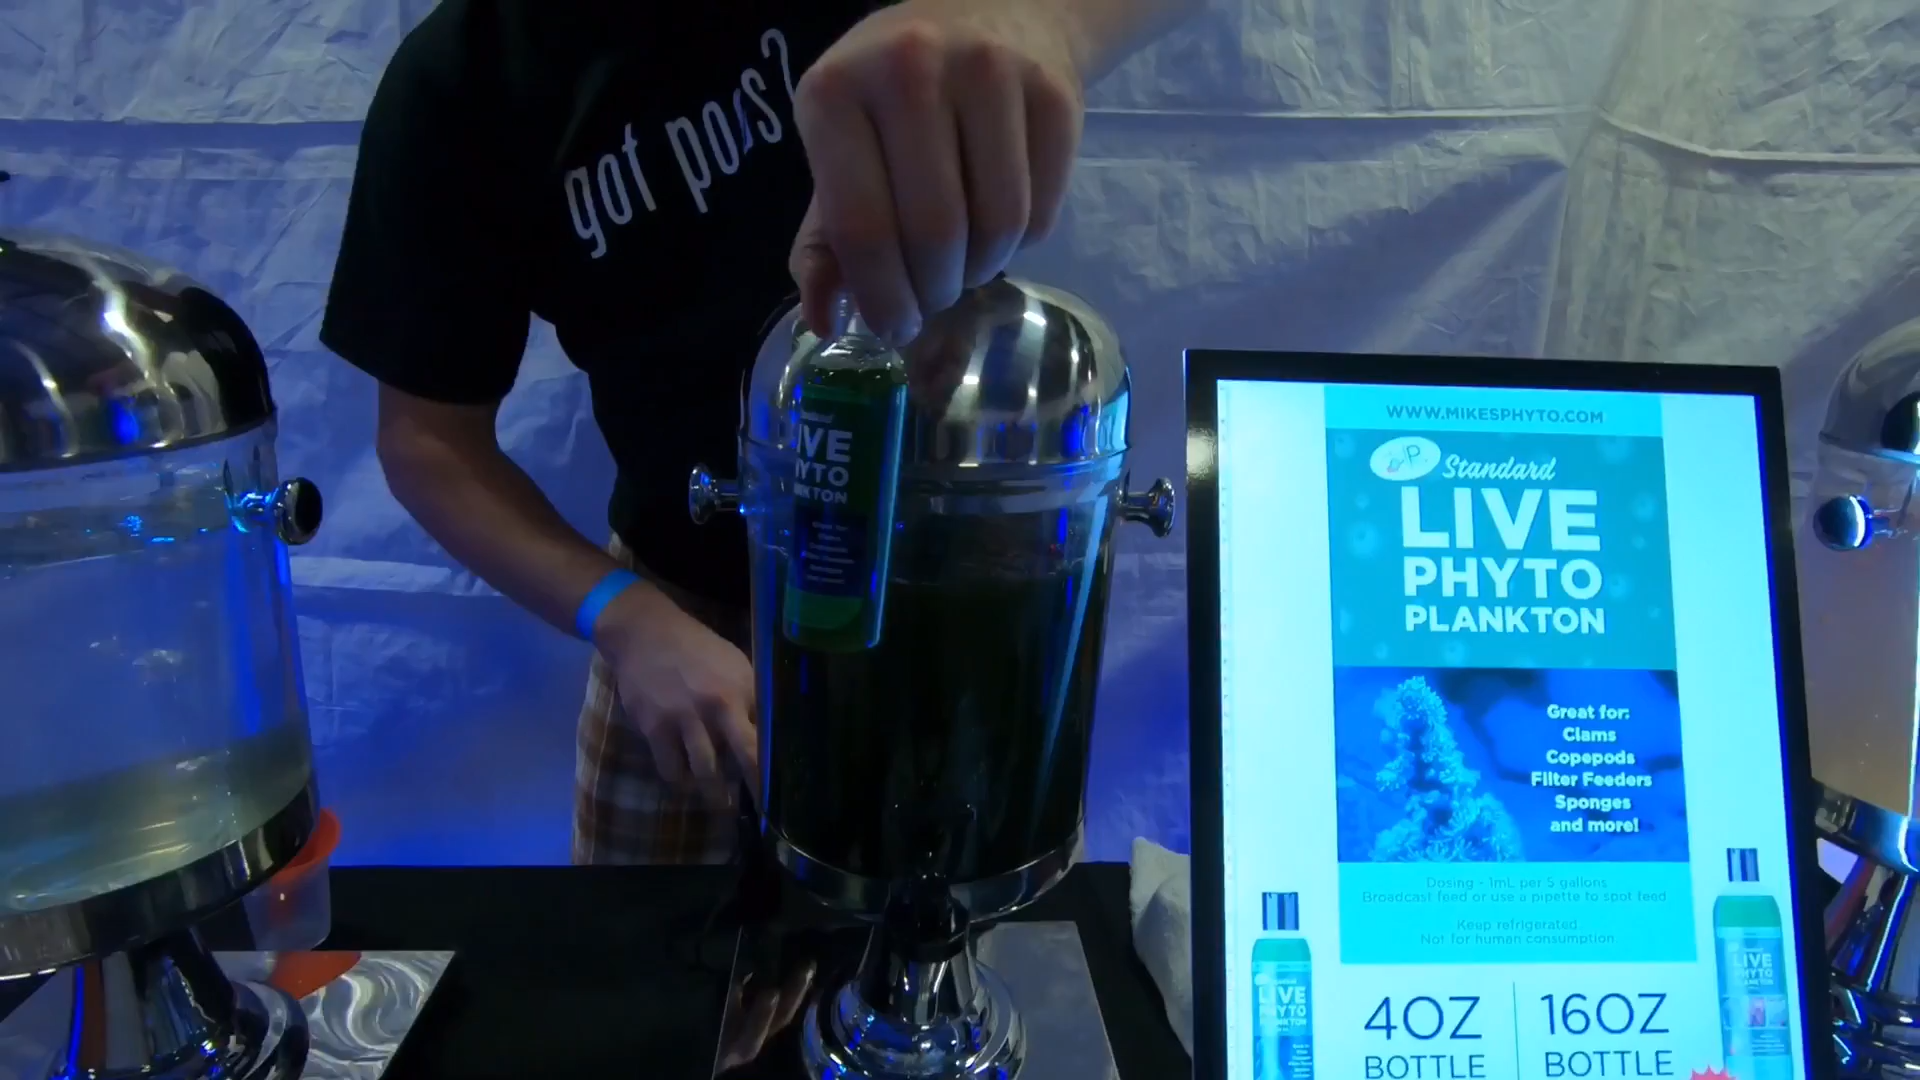 got pods?
LIVE
PHYTO
PLANKTON
WWW.MIKESPHYTO.COM
Standard
LIVE
PHYTO
PLANKTON
Great for:
Clams
Copepods
Filter Feeders
Sponges
and more!
Dosing - 1mL per 5 gallons
Broadcast feed or use a pipette to spot feed
Keep refrigerated
Not for human consumption
4OZ
BOTTLE
16OZ
BOTTLE
LIVE
PHYTO
PLANKTON
LIVE
PHYTO
PLANKTON